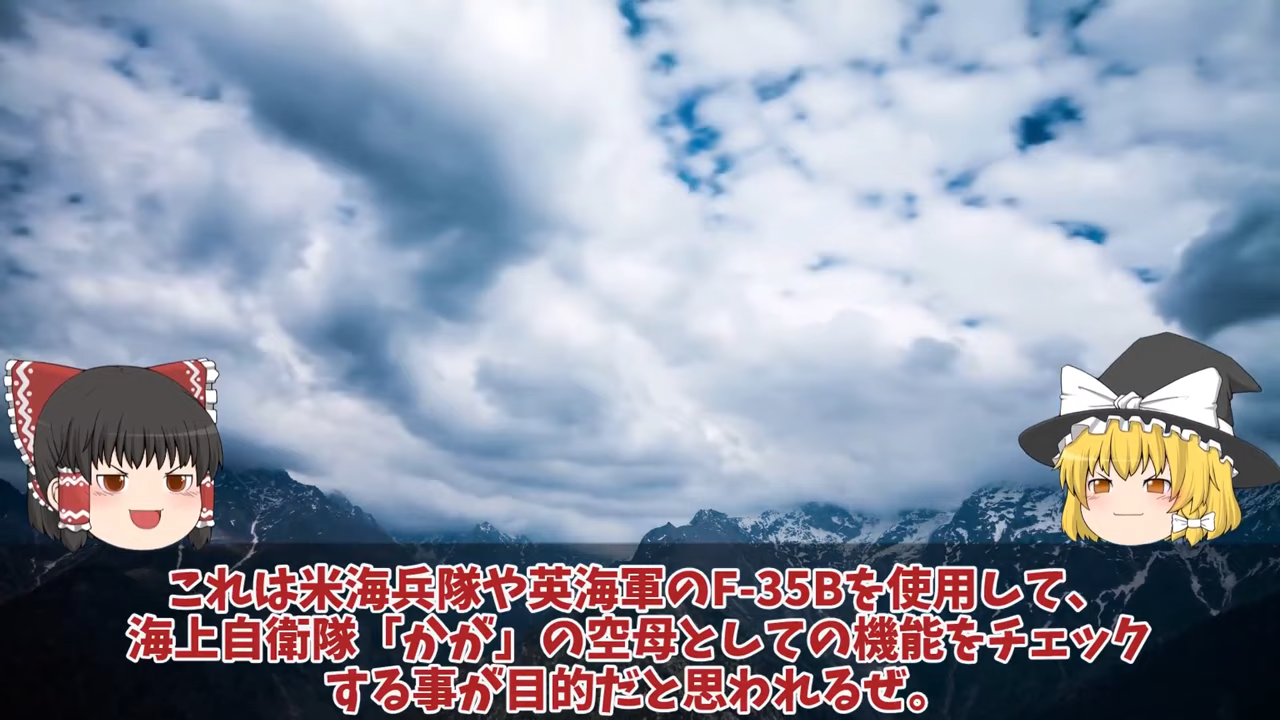 これは米海兵隊や英海軍のF-35Bを使用して、
海上自衛隊「かが」の空母としての機能をチェック
する事が目的だと思われるぜ。